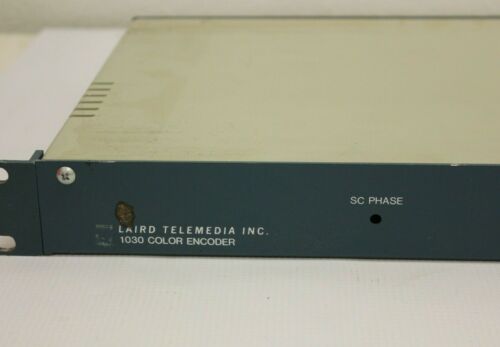 SC PHASE
LAIRD TELEMEDIA INC.
1030 COLOR ENCODER